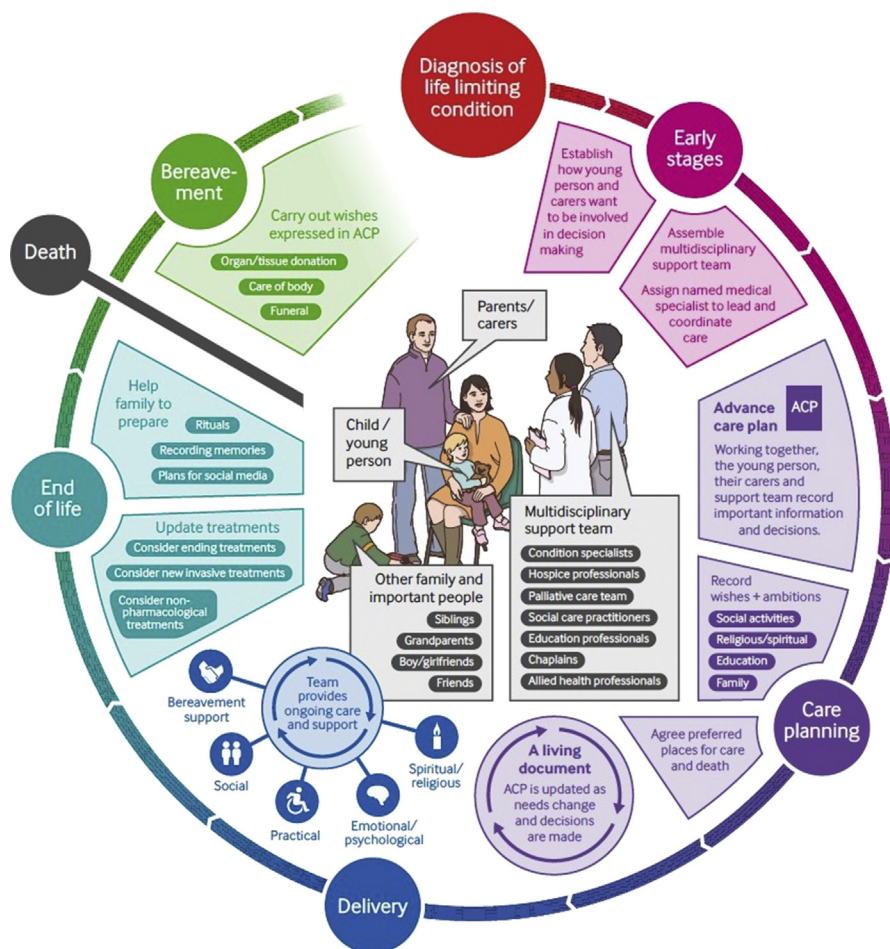 Diagnosis of
life limiting
condition
Early
stages
Establish
how young
person and
carers want
to be involved
in decision
making
Assemble
multidisciplinary
support team
Assign named medical
specialist to lead and
coordinate
care
Advance
care plan
ACP
Working together,
the young person,
their carers and
support team record
important information
and decisions.
Record
wishes + ambitions
Social activities
Religious/spiritual
Education
Family
Care
planning
Agree preferred
places for care
and death
A living
document
ACP is updated as
needs change
and decisions
are made
Delivery
Team
provides
ongoing care
and support
Bereavement
support
Social
Practical
Emotional/
psychological
Spiritual/
religious
End
of life
Update treatments
Consider ending treatments
Consider new invasive treatments
Consider non-
pharmacological
treatments
Help
family to
prepare
Rituals
Recording memories
Plans for social media
Death
Bereave-
ment
Carry out wishes
expressed in ACP
Organ/tissue donation
Care of body
Funeral
Parents/
carers
Child /
young
person
Other family and
important people
Siblings
Grandparents
Boy/girlfriends
Friends
Multidisciplinary
support team
Condition specialists
Hospice professionals
Palliative care team
Social care practitioners
Education professionals
Chaplains
Allied health professionals